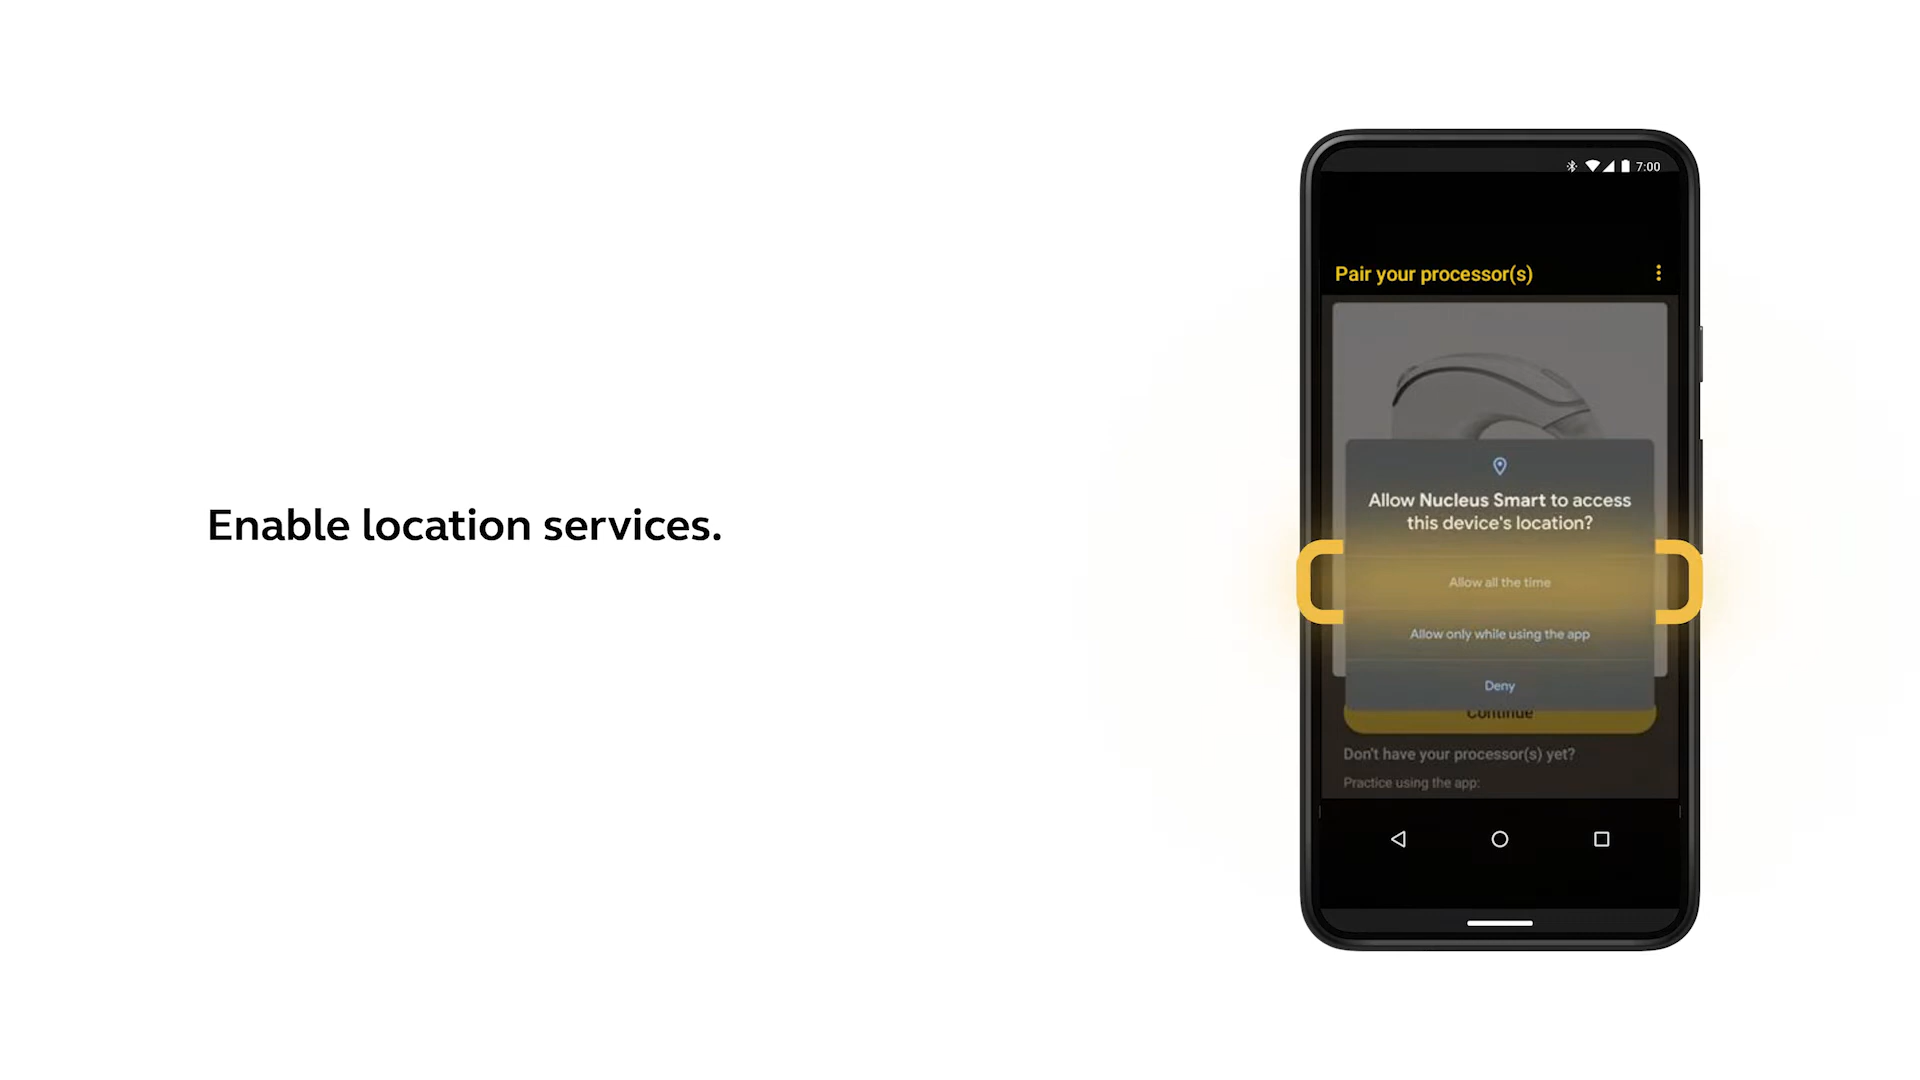 Enable location services.
7:00
Pair your processor(s)
Allow Nucleus Smart to access
this device's location?
Allow all the time
Allow only while using the app
Deny
Continue
Don't have your processor(s) yet?
Practice using the app: